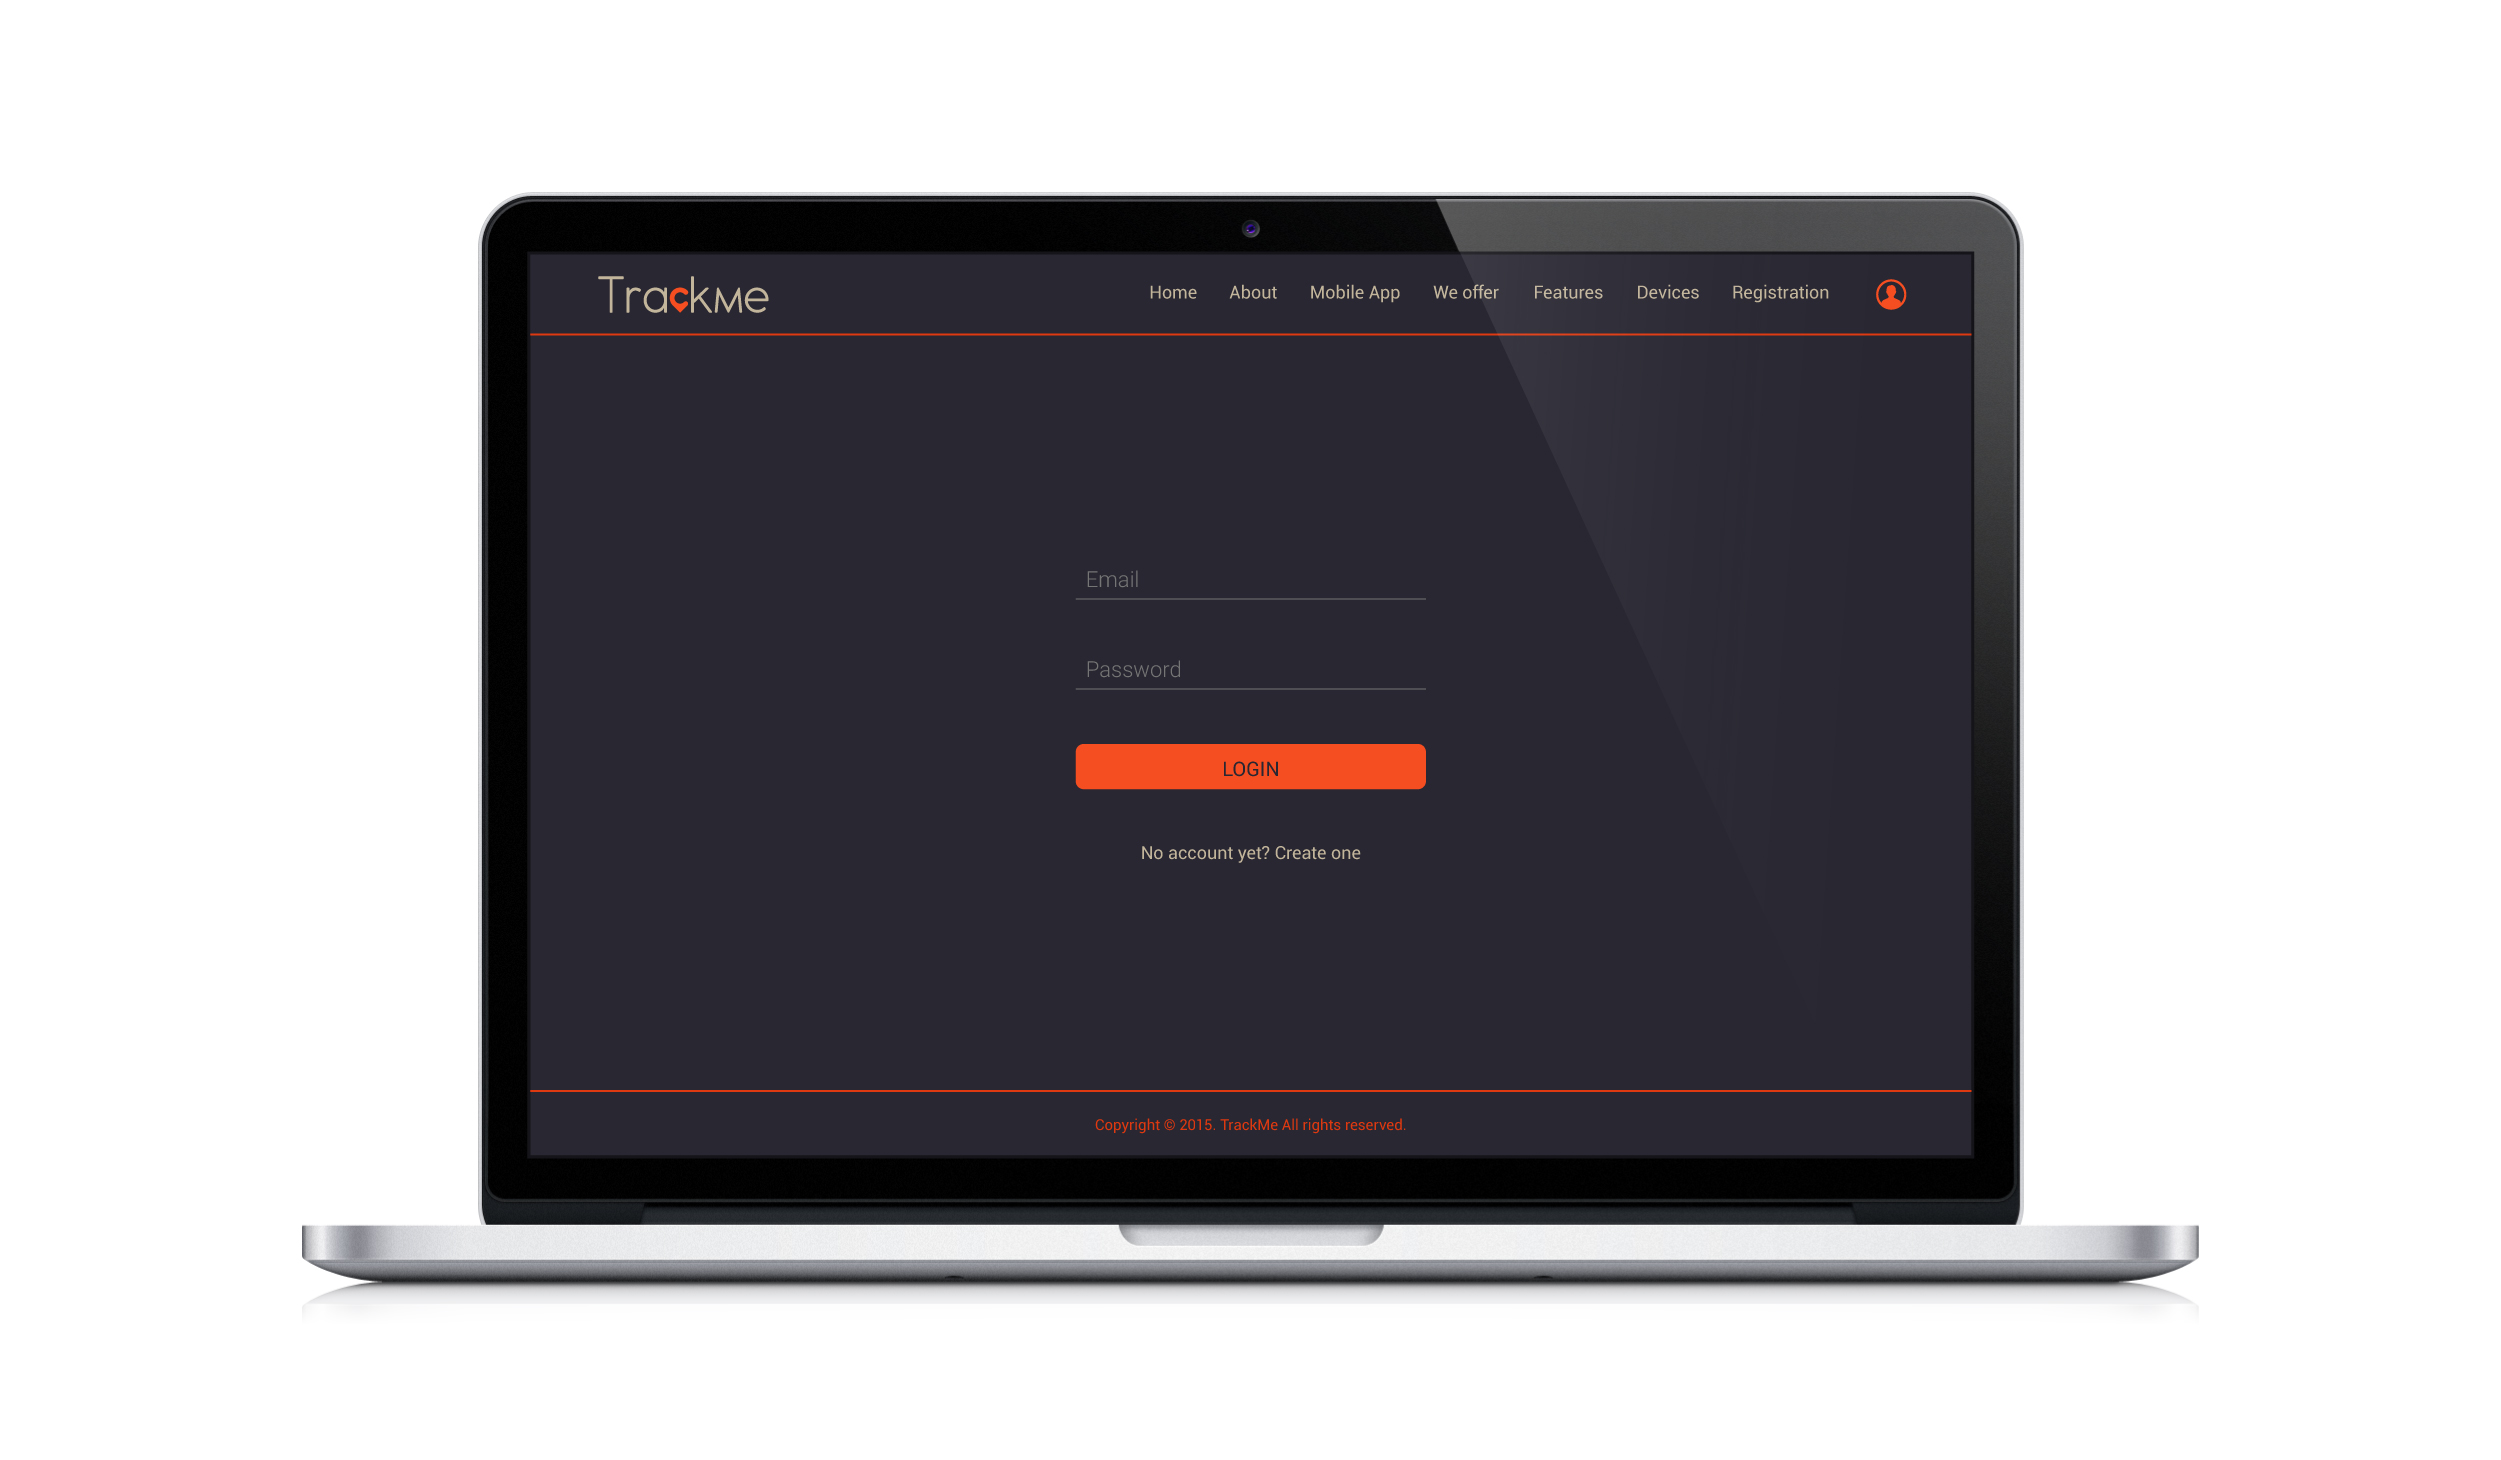 TrackMe
Home About Mobile App We offer Features Devices Registration
Email
Password
LOGIN
No account yet? Create one
Copyright © 2015. TrackMe All rights reserved.